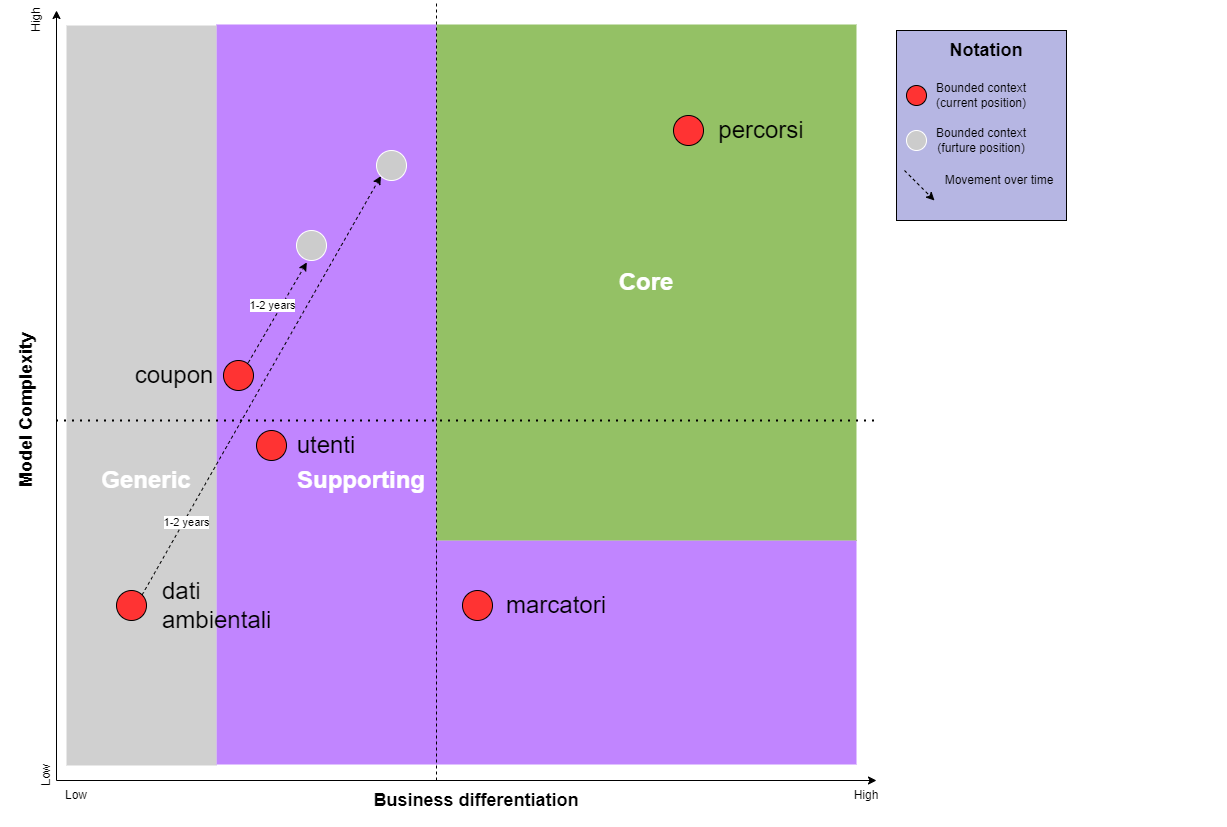 High
Notation
Bounded context
(current position)
Bounded context
(furture position)
Movement over time
percorsi
Core
1-2 years
coupon
utenti
Generic
Supporting
1-2 years
dati
ambientali
marcatori
Model Complexity
Low
Low
Business differentiation
High